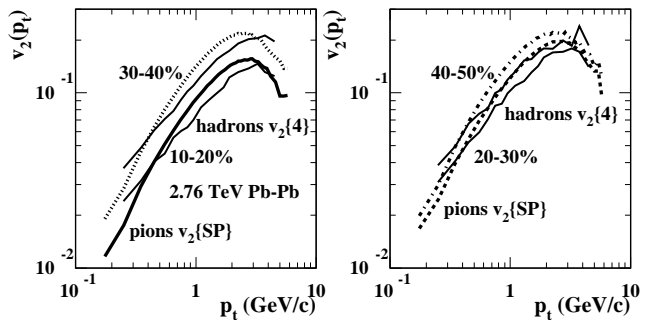 v2(pt)
10^-1
10^-2
30-40%
hadrons v2{4}
10-20%
2.76 TeV Pb-Pb
pions v2{SP}
10^-1
1
10
pt (GeV/c)
v2(pt)
10^-1
10^-2
40-50%
hadrons v2{4}
20-30%
pions v2{SP}
10^-1
1
10
pt (GeV/c)